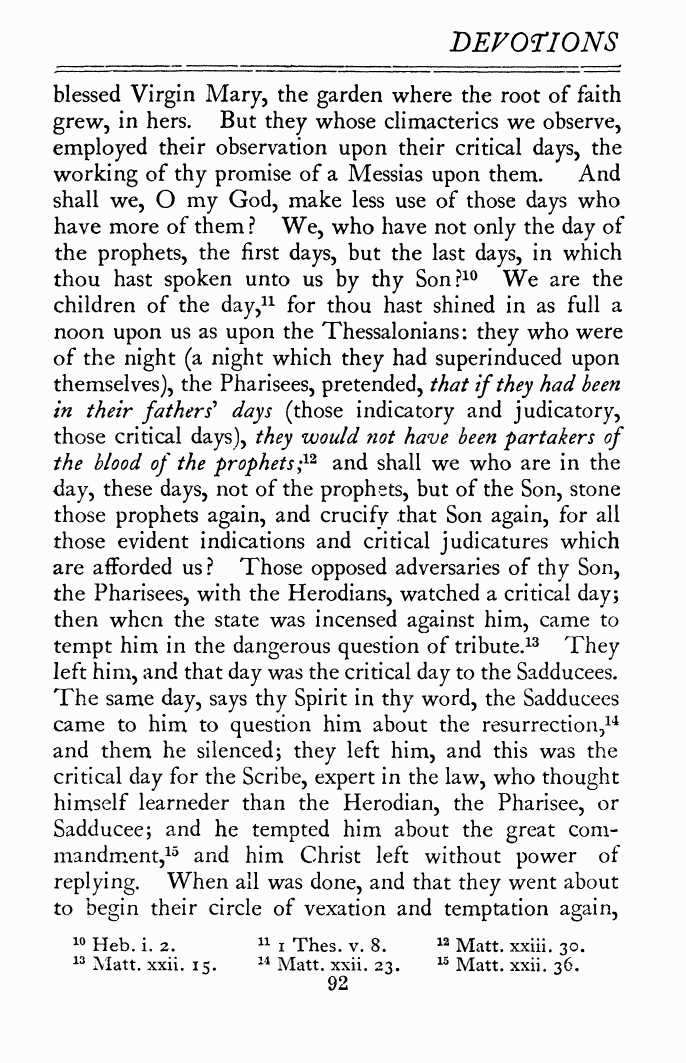 DEVOTIONS
blessed Virgin Mary, the garden where the root of faith
grew, in hers. But they whose climacterics we observe,
employed their observation upon their critical days, the
working of thy promise of a Messias upon them. And
shall we, O my God, make less use of those days who
have more of them? We, who have not only the day of
the prophets, the first days, but the last days, in which
thou hast spoken unto us by thy Son?¹⁰ We are the
children of the day,¹¹ for thou hast shined in as full a
noon upon us as upon the Thessalonians: they who were
of the night (a night which they had superinduced upon
themselves), the Pharisees, pretended, that if they had been
in their fathers' days (those indicatory and judicatory,
those critical days), they would not have been partakers of
the blood of the prophets;¹² and shall we who are in the
day, these days, not of the prophets, but of the Son, stone
those prophets again, and crucify that Son again, for all
those evident indications and critical judicatures which
are afforded us? Those opposed adversaries of thy Son,
the Pharisees, with the Herodians, watched a critical day;
then when the state was incensed against him, came to
tempt him in the dangerous question of tribute.¹³ They
left him, and that day was the critical day to the Sadducees.
The same day, says thy Spirit in thy word, the Sadducees
came to him to question him about the resurrection,¹⁴
and them he silenced; they left him, and this was the
critical day for the Scribe, expert in the law, who thought
himself learneder than the Herodian, the Pharisee, or
Sadducee; and he tempted him about the great com-
mandment,¹⁵ and him Christ left without power of
replying. When all was done, and that they went about
to begin their circle of vexation and temptation again,
¹⁰ Heb. i. 2. ¹¹ 1 Thes. v. 8. ¹² Matt. xxiii. 30.
¹³ Matt. xxii. 15. ¹⁴ Matt. xxii. 23. ¹⁵ Matt. xxii. 36.
92